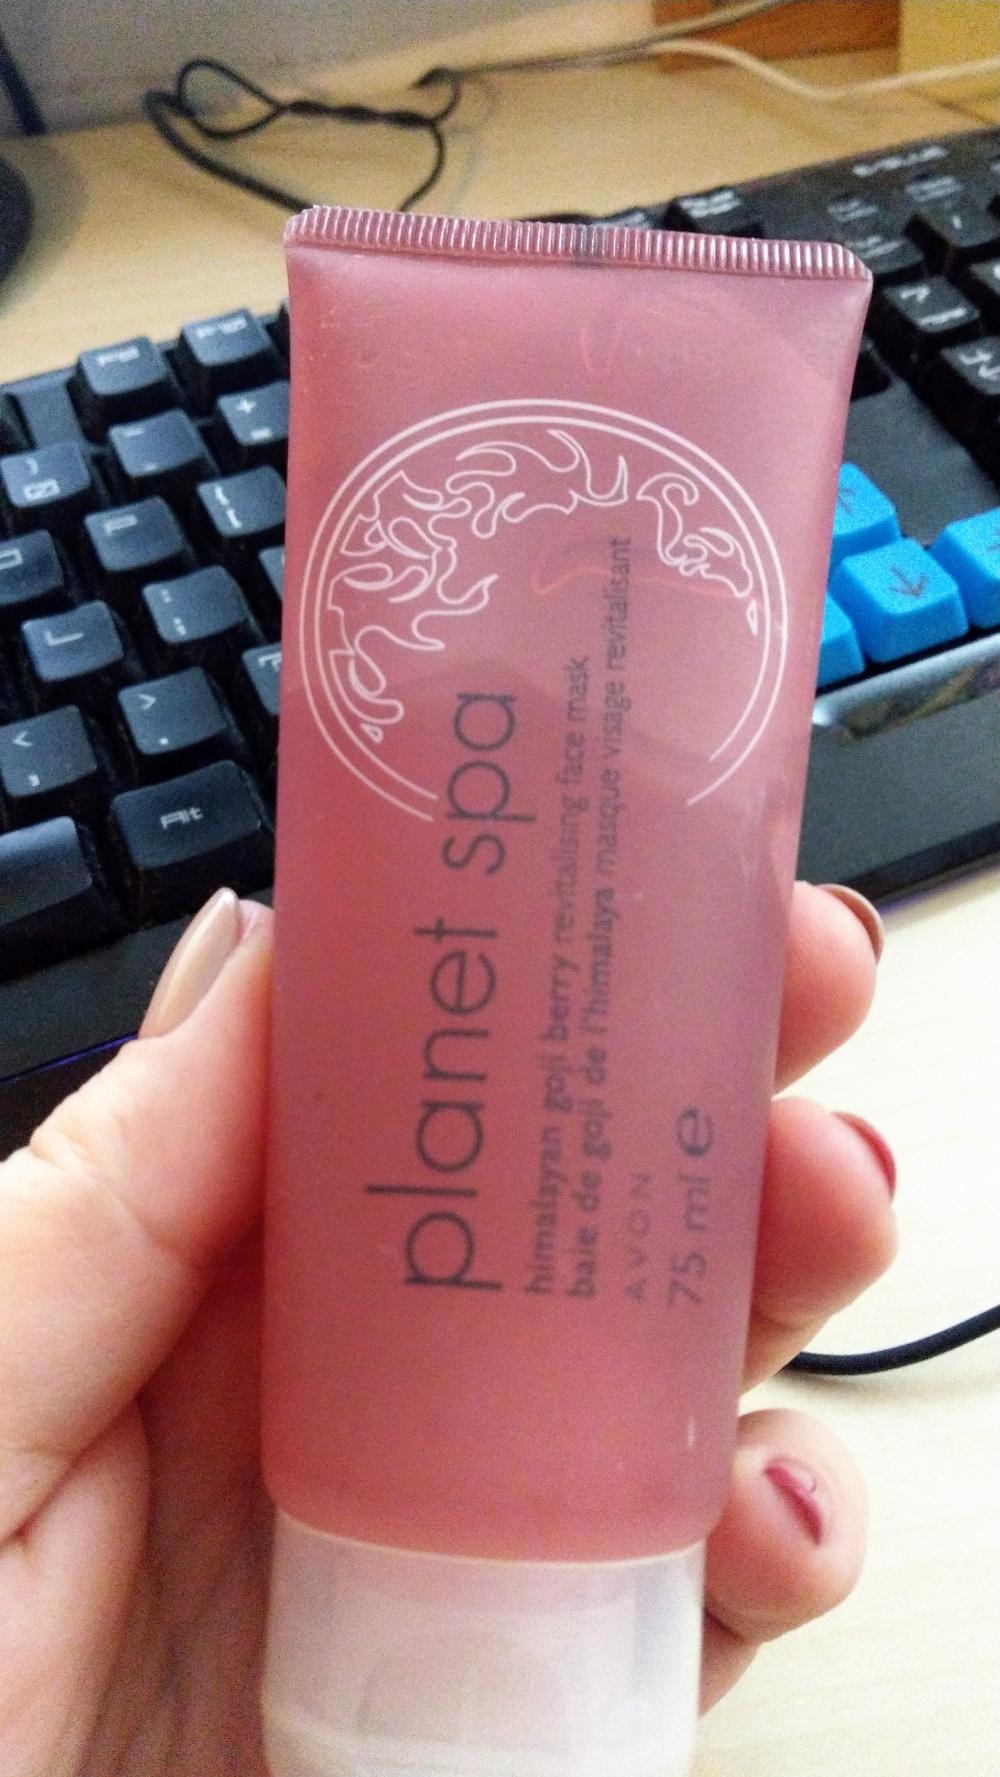 planet spa
himalayan goji berry revitalising face mask
baie de goji de l'himalaya masque visage revitalisant
AVON
75 ml e
Alt